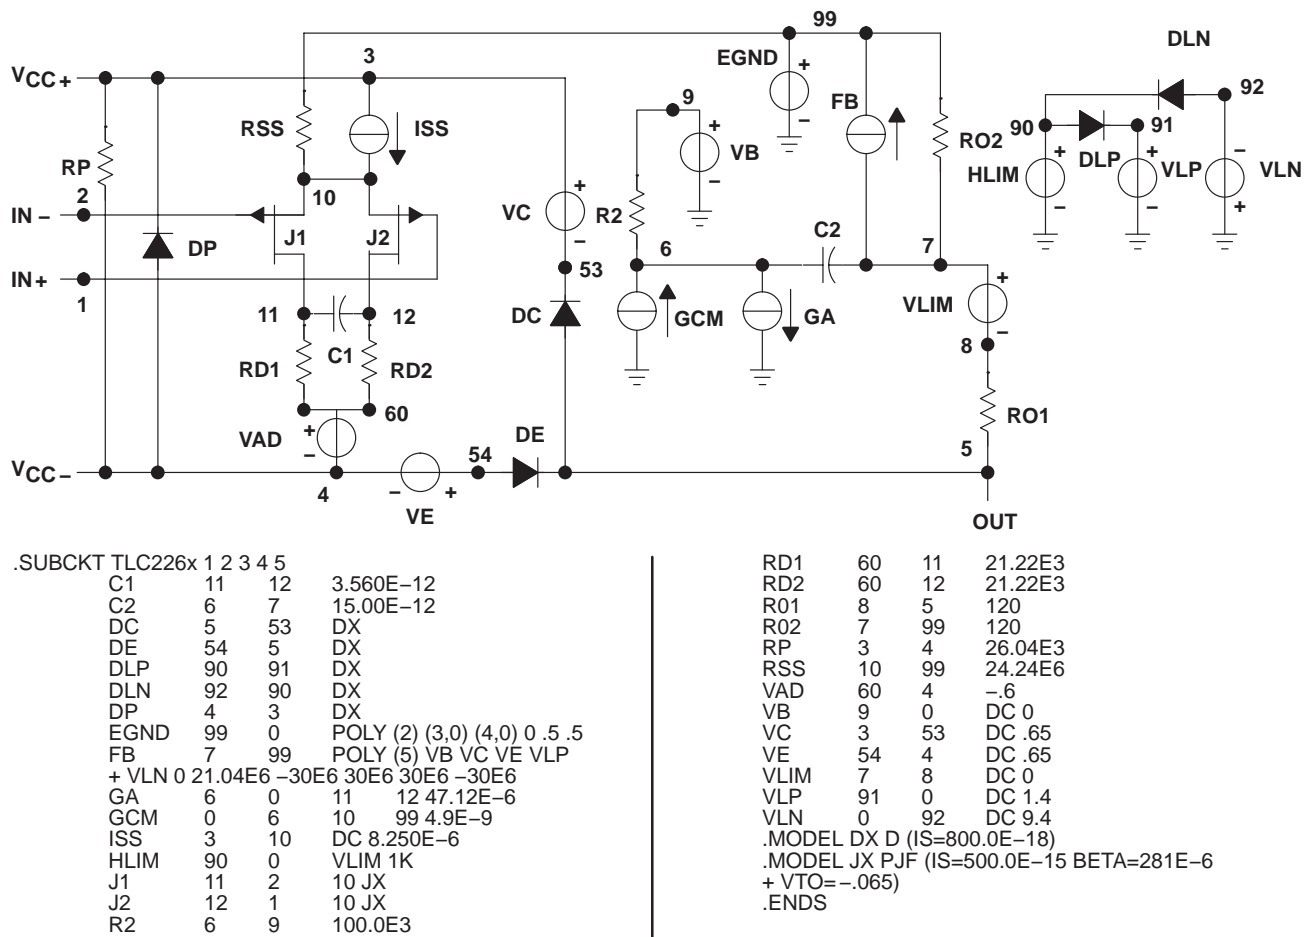 99
3
DLN
VCC+
EGND
+
–
9
FB
92
RSS
ISS
+
–
VB
RO2
90
91
DLP
RP
2
10
HLIM
+
–
+
–
VLP
–
+
VLN
IN –
VC
+
–
R2
C2
J1
J2
6
7
DP
IN+
53
1
11
12
DC
GCM
GA
VLIM
+
–
C1
8
RD1
RD2
60
RO1
VAD
+
–
DE
5
54
VCC–
4
–
+
VE
OUT
.SUBCKT TLC226x 1 2 3 4 5
C1 11 12 3.560E–12
C2 6 7 15.00E–12
DC 5 53 DX
DE 54 5 DX
DLP 90 91 DX
DLN 92 90 DX
DP 4 3 DX
EGND 99 0 POLY (2) (3,0) (4,0) 0 .5 .5
FB 7 99 POLY (5) VB VC VE VLP
+ VLN 0 21.04E6 –30E6 30E6 30E6 –30E6
GA 6 0 11 12 47.12E–6
GCM 0 6 10 99 4.9E–9
ISS 3 10 DC 8.250E–6
HLIM 90 0 VLIM 1K
J1 11 2 10 JX
J2 12 1 10 JX
R2 6 9 100.0E3
RD1 60 11 21.22E3
RD2 60 12 21.22E3
R01 8 5 120
R02 7 99 120
RP 3 4 26.04E3
RSS 10 99 24.24E6
VAD 60 4 –.6
VB 9 0 DC 0
VC 3 53 DC .65
VE 54 4 DC .65
VLIM 7 8 DC 0
VLP 91 0 DC 1.4
VLN 0 92 DC 9.4
.MODEL DX D (IS=800.0E–18)
.MODEL JX PJF (IS=500.0E–15 BETA=281E–6
+ VTO=–.065)
.ENDS